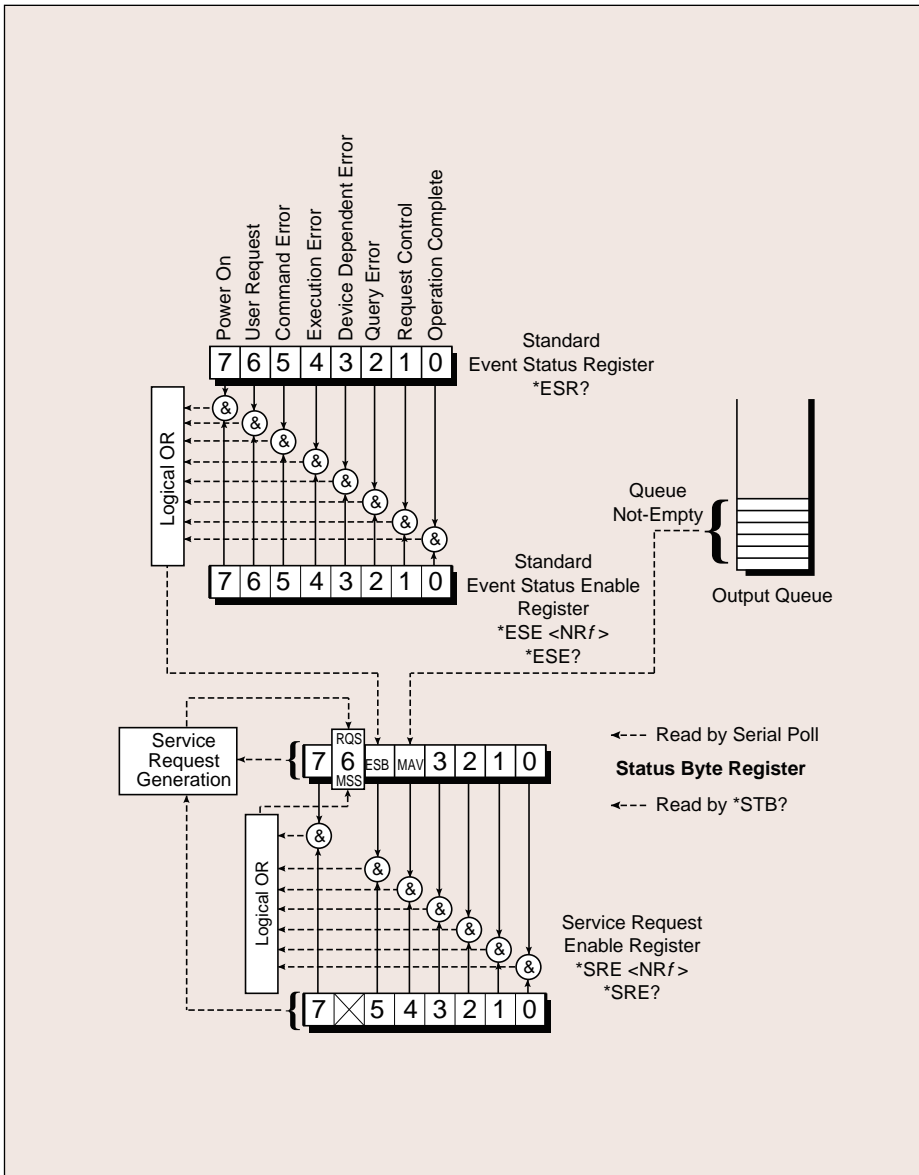 Power On
User Request
Command Error
Execution Error
Device Dependent Error
Query Error
Request Control
Operation Complete
7 6 5 4 3 2 1 0
Standard
Event Status Register
*ESR?
& & & & & & & &
Logical OR
Queue
Not-Empty
{
Output Queue
7 6 5 4 3 2 1 0
Standard
Event Status Enable
Register
*ESE <NRf>
*ESE?
Service
Request
Generation
{
7 RQS 6 MSS ESB MAV 3 2 1 0
Read by Serial Poll
Status Byte Register
Read by *STB?
& & & & & & &
Logical OR
Service Request
Enable Register
*SRE <NRf>
*SRE?
{
7 5 4 3 2 1 0